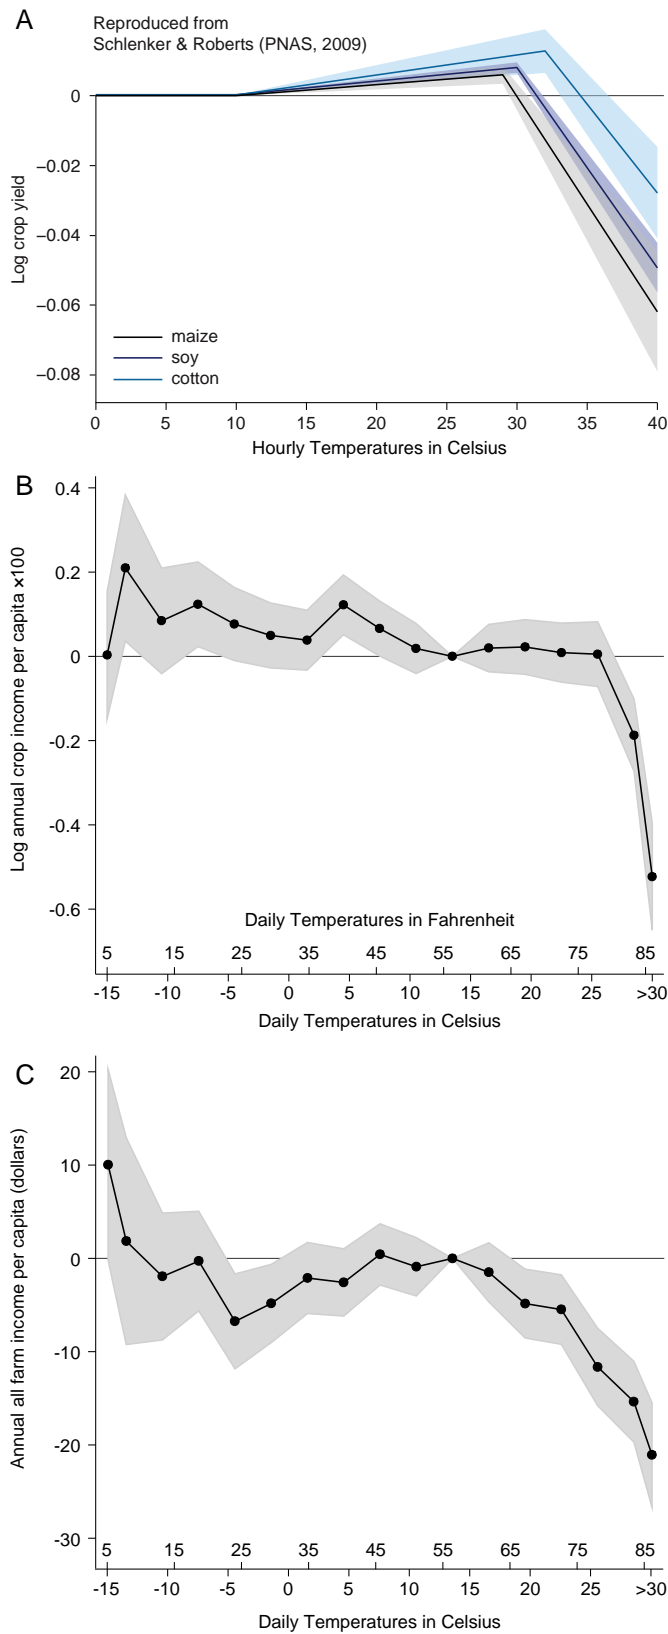 A
Reproduced from
Schlenker & Roberts (PNAS, 2009)
Log crop yield
0
–0.02
–0.04
–0.06
–0.08
maize
soy
cotton
0 5 10 15 20 25 30 35 40
Hourly Temperatures in Celsius
B
Log annual crop income per capita ×100
0.4
0.2
0
-0.2
-0.4
-0.6
Daily Temperatures in Fahrenheit
5 15 25 35 45 55 65 75 85
-15 -10 -5 0 5 10 15 20 25 >30
Daily Temperatures in Celsius
C
Annual all farm income per capita (dollars)
20
10
0
-10
-20
-30
5 15 25 35 45 55 65 75 85
-15 -10 -5 0 5 10 15 20 25 >30
Daily Temperatures in Celsius